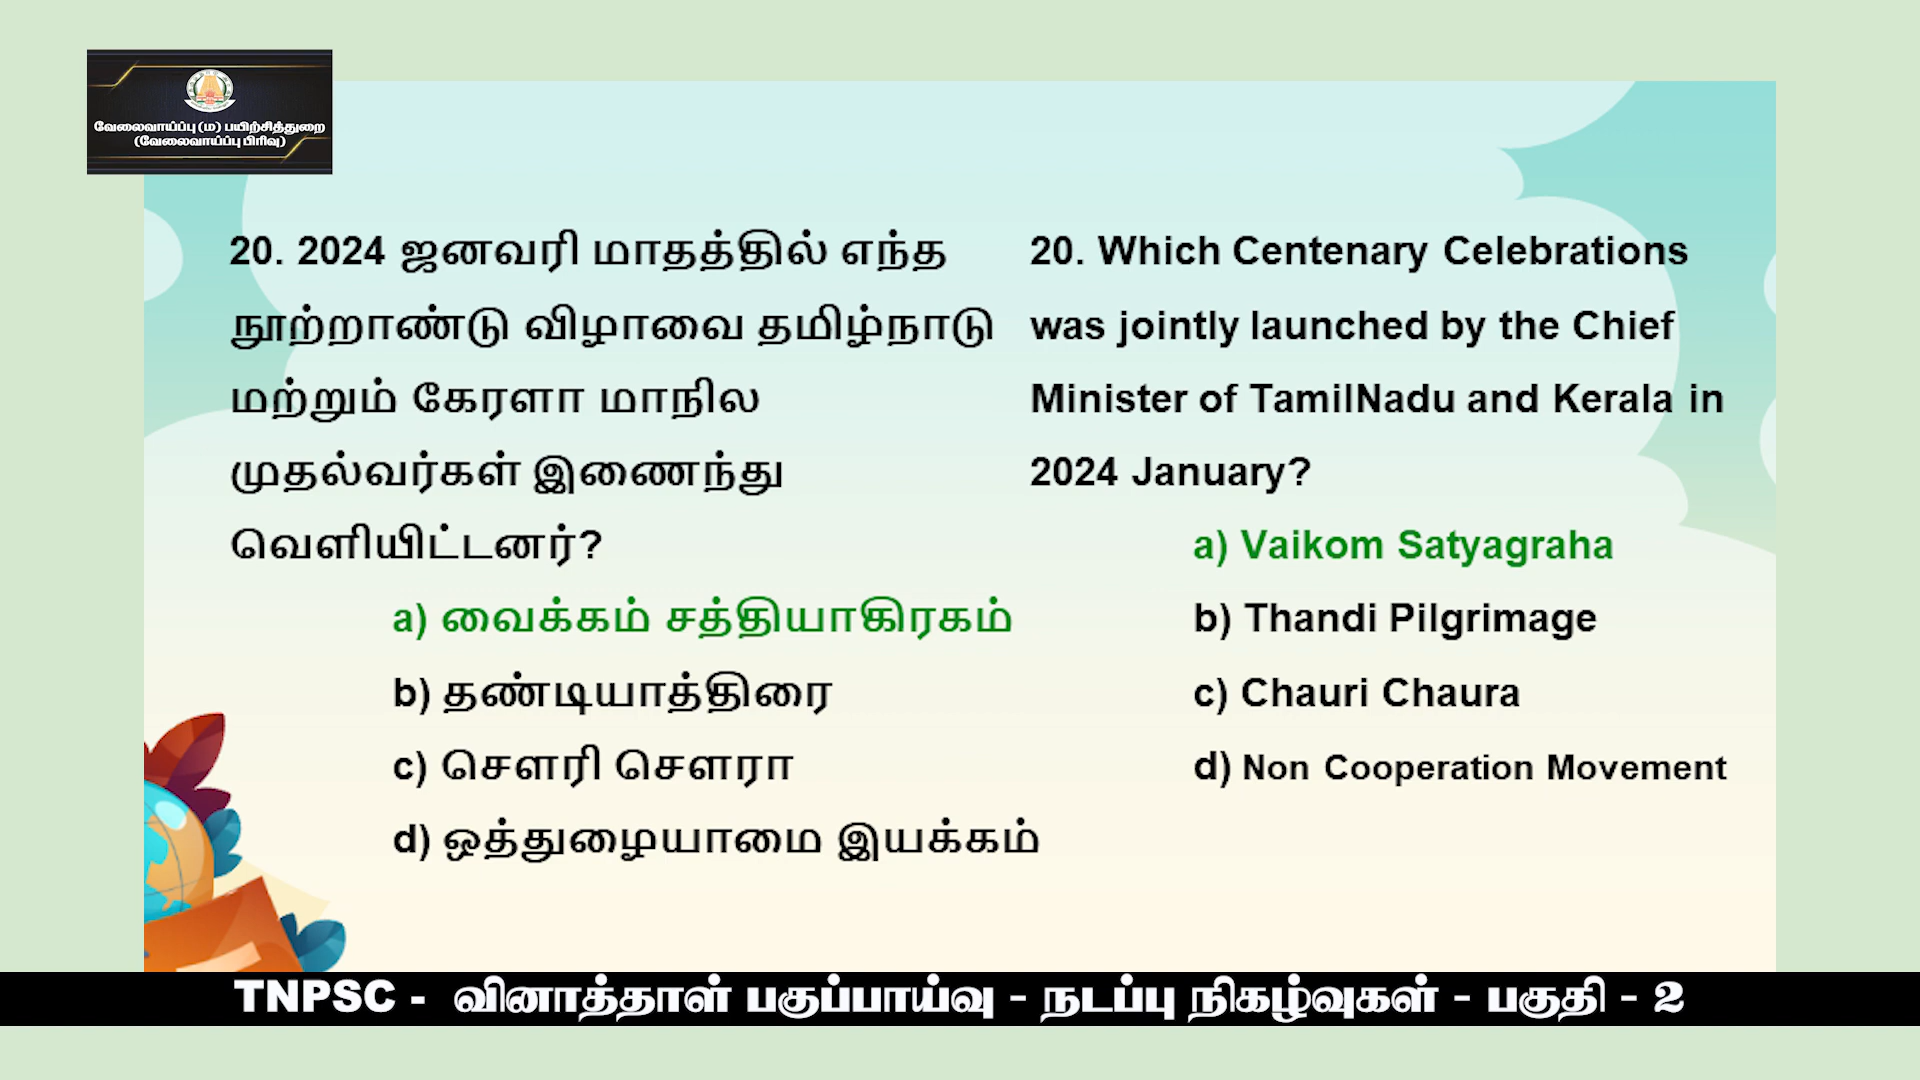 வேலைவாய்ப்பு (ம) பயிற்சித்துறை
(வேலைவாய்ப்பு பிரிவு)
20. 2024 ஜனவரி மாதத்தில் எந்த
நூற்றாண்டு விழாவை தமிழ்நாடு
மற்றும் கேரளா மாநில
முதல்வர்கள் இணைந்து
வெளியிட்டனர்?
a) வைக்கம் சத்தியாகிரகம்
b) தண்டியாத்திரை
c) சௌரி சௌரா
d) ஒத்துழையாமை இயக்கம்
20. Which Centenary Celebrations
was jointly launched by the Chief
Minister of TamilNadu and Kerala in
2024 January?
a) Vaikom Satyagraha
b) Thandi Pilgrimage
c) Chauri Chaura
d) Non Cooperation Movement
TNPSC - வினாத்தாள் பகுப்பாய்வு - நடப்பு நிகழ்வுகள் - பகுதி - 2